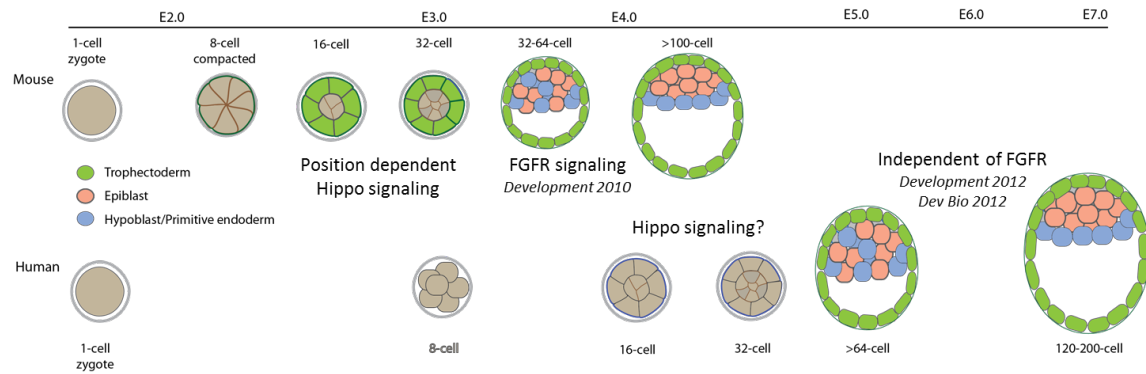 E2.0 E3.0 E4.0 E5.0 E6.0 E7.0
1-cell
zygote
8-cell
compacted
16-cell
32-cell
32-64-cell
>100-cell
Mouse
Trophectoderm
Epiblast
Hypoblast/Primitive endoderm
Position dependent
Hippo signaling
FGFR signaling
Development 2010
Independent of FGFR
Development 2012
Dev Bio 2012
Hippo signaling?
Human
1-cell
zygote
8-cell
16-cell
32-cell
>64-cell
120-200-cell